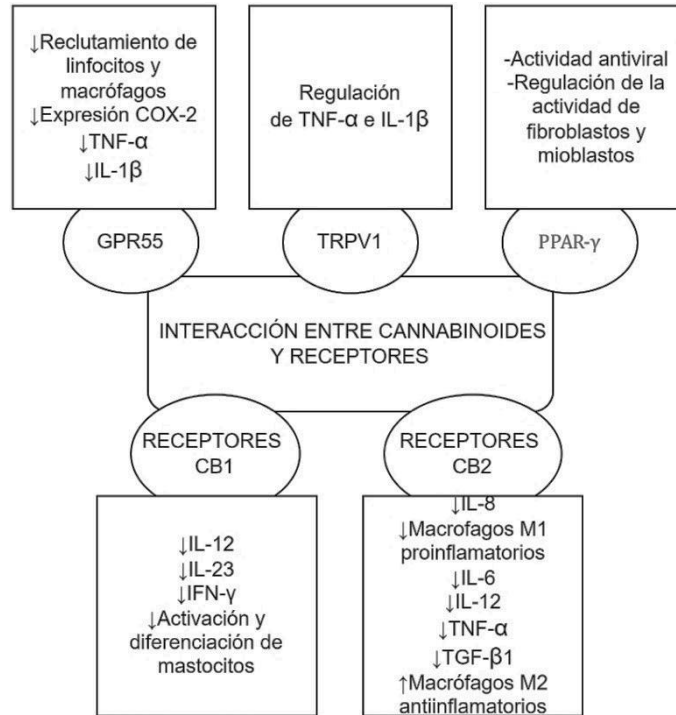 ↓Reclutamiento de
linfocitos y
macrófagos
↓Expresión COX-2
↓TNF-α
↓IL-1β
Regulación
de TNF-α e IL-1β
-Actividad antiviral
-Regulación de la
actividad de
fibroblastos y
mioblastos
GPR55
TRPV1
PPAR-γ
INTERACCIÓN ENTRE CANNABINOIDES
Y RECEPTORES
RECEPTORES
CB1
RECEPTORES
CB2
↓IL-12
↓IL-23
↓IFN-γ
↓Activación y
diferenciación de
mastocitos
↓IL-8
↓Macrofagos M1
proinflamatorios
↓IL-6
↓IL-12
↓TNF-α
↓TGF-β1
↑Macrófagos M2
antiinflamatorios